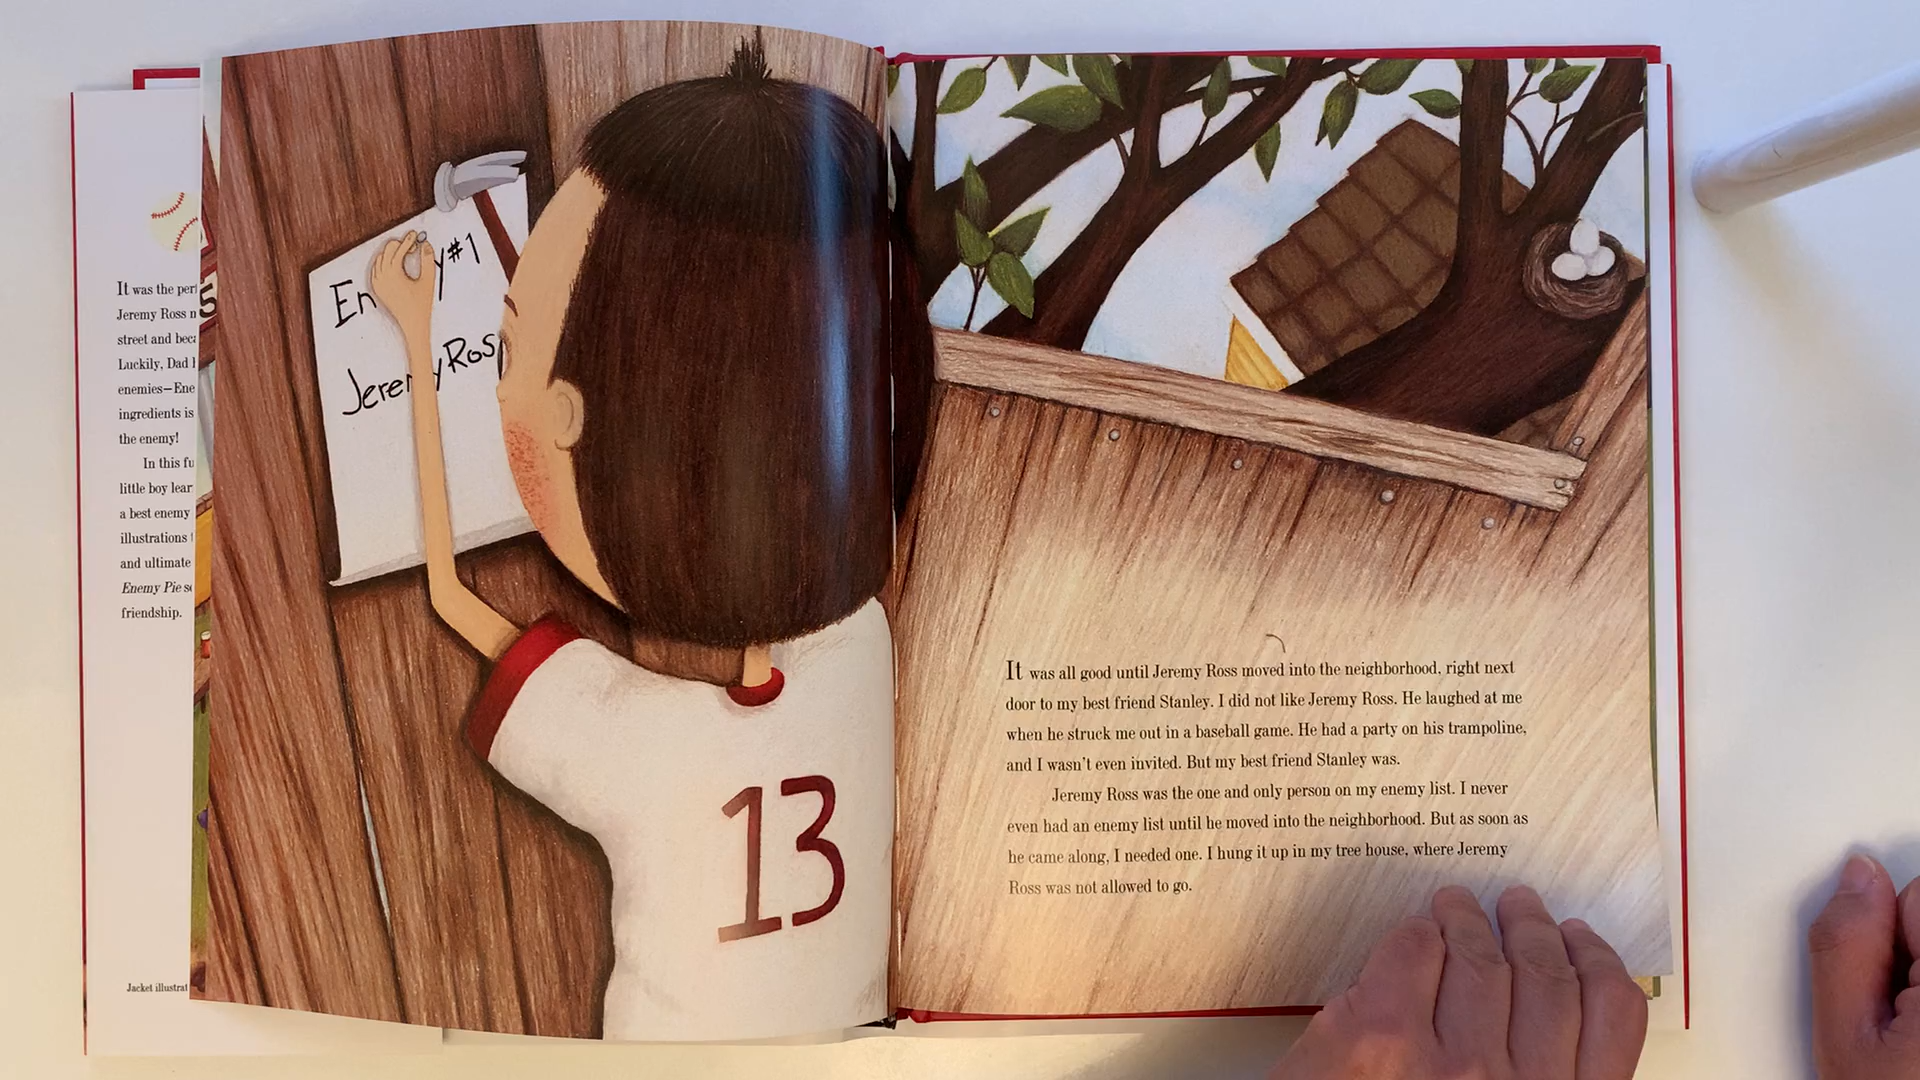 It was the per
Jeremy Ross
street and
Luckily, Dad
enemies—Ene
ingredients is
the enemy!
In this
little boy lear
a best enemy
illustrations
and ultimate
Enemy Pie
friendship.
Jacket illustrat
5
En y #1
Jerem y Ros
13
It was all good until Jeremy Ross moved into the neighborhood, right next
door to my best friend Stanley. I did not like Jeremy Ross. He laughed at me
when he struck me out in a baseball game. He had a party on his trampoline,
and I wasn't even invited. But my best friend Stanley was.
Jeremy Ross was the one and only person on my enemy list. I never
even had an enemy list until he moved into the neighborhood. But as soon as
he came along, I needed one. I hung it up in my tree house, where Jeremy
Ross was not allowed to go.